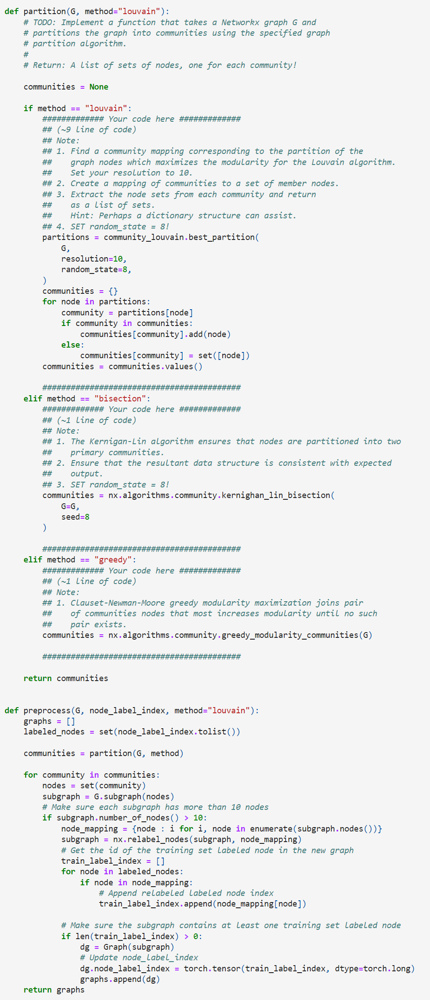 def partition(G, method="louvain"):
    # TODO: Implement a function that takes a Networkx graph G and
    # partitions the graph into communities using the specified graph
    # partition algorithm.
    #
    # Return: A list of sets of nodes, one for each community!

    communities = None

    if method == "louvain":
        ############# Your code here #############
        ## (~9 line of code)
        ## Note:
        ## 1. Find a community mapping corresponding to the partition of the
        ##    graph nodes which maximizes the modularity for the Louvain algorithm.
        ##    Set your resolution to 10.
        ## 2. Create a mapping of communities to a set of member nodes.
        ## 3. Extract the node sets from each community and return
        ##    as a list of sets.
        ##    Hint: Perhaps a dictionary structure can assist.
        ## 4. SET random_state = 8!
        partitions = community_louvain.best_partition(
            G,
            resolution=10,
            random_state=8,
        )
        communities = {}
        for node in partitions:
            community = partitions[node]
            if community in communities:
                communities[community].add(node)
            else:
                communities[community] = set([node])
        communities = communities.values()

        ##########################################
    elif method == "bisection":
        ############# Your code here #############
        ## (~1 line of code)
        ## Note:
        ## 1. The Kernigan-Lin algorithm ensures that nodes are partitioned into two
        ##    primary communities.
        ## 2. Ensure that the resultant data structure is consistent with expected
        ##    output.
        ## 3. SET random_state = 8!
        communities = nx.algorithms.community.kernighan_lin_bisection(
            G=G,
            seed=8
        )

        ##########################################
    elif method == "greedy":
        ############# Your code here #############
        ## (~1 line of code)
        ## Note:
        ## 1. Clauset-Newman-Moore greedy modularity maximization joins pair
        ##    of communities nodes that most increases modularity until no such
        ##    pair exists.
        communities = nx.algorithms.community.greedy_modularity_communities(G)

        ##########################################

    return communities


def preprocess(G, node_label_index, method="louvain"):
    graphs = []
    labeled_nodes = set(node_label_index.tolist())

    communities = partition(G, method)

    for community in communities:
        nodes = set(community)
        subgraph = G.subgraph(nodes)
        # Make sure each subgraph has more than 10 nodes
        if subgraph.number_of_nodes() > 10:
            node_mapping = {node : i for i, node in enumerate(subgraph.nodes())}
            subgraph = nx.relabel_nodes(subgraph, node_mapping)
            # Get the id of the training set labeled node in the new graph
            train_label_index = []
            for node in labeled_nodes:
                if node in node_mapping:
                    # Append relabeled labeled node index
                    train_label_index.append(node_mapping[node])

            # Make sure the subgraph contains at least one training set labeled node
            if len(train_label_index) > 0:
                dg = Graph(subgraph)
                # Update node_label_index
                dg.node_label_index = torch.tensor(train_label_index, dtype=torch.long)
                graphs.append(dg)
    return graphs